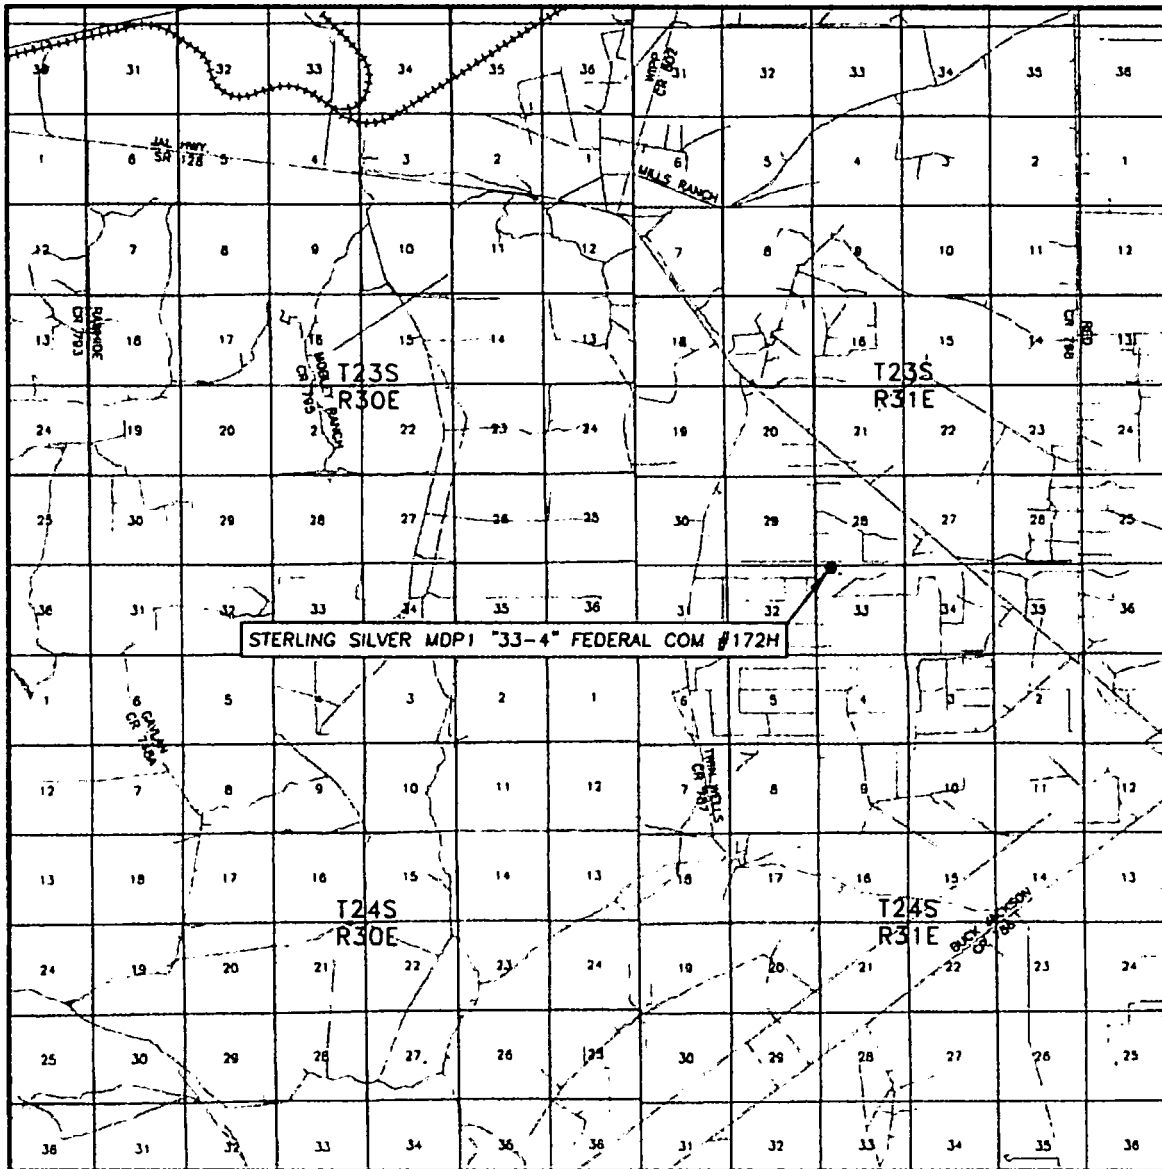 36 31 32 33 34 35 36 31 32 33 34 35 36
WIPP
CR 802
JAL HWY
SR 128
1 6 5 4 3 2 1 6 5 4 3 2 1
MILLS RANCH
12 7 8 9 10 11 12 7 8 9 10 11 12
RAWHIDE
CR 793
13 18 17 16 15 14 13 18 16 15 14 13
MOBLEY RANCH
CR 795
RED
CR 798
T23S
R30E
T23S
R31E
24 19 20 21 22 23 24 19 20 21 22 23 24
25 30 29 28 27 26 25 30 29 28 27 26 25
36 31 32 33 34 35 36 31 32 33 34 35 36
STERLING SILVER MDP1 "33-4" FEDERAL COM #172H
1 6 5 4 3 2 1 6 5 4 3 2
CR 748A
TWIN WELLS
CR 787
12 7 8 9 10 11 12 7 8 9 10 11 12
13 18 17 16 15 14 13 18 17 16 15 14 13
T24S
R30E
T24S
R31E
BUCK JACKSON
24 19 20 21 22 23 24 19 20 21 22 23 24
25 30 29 28 27 26 25 30 29 28 27 26 25
36 31 32 33 34 35 36 31 32 33 34 35 36